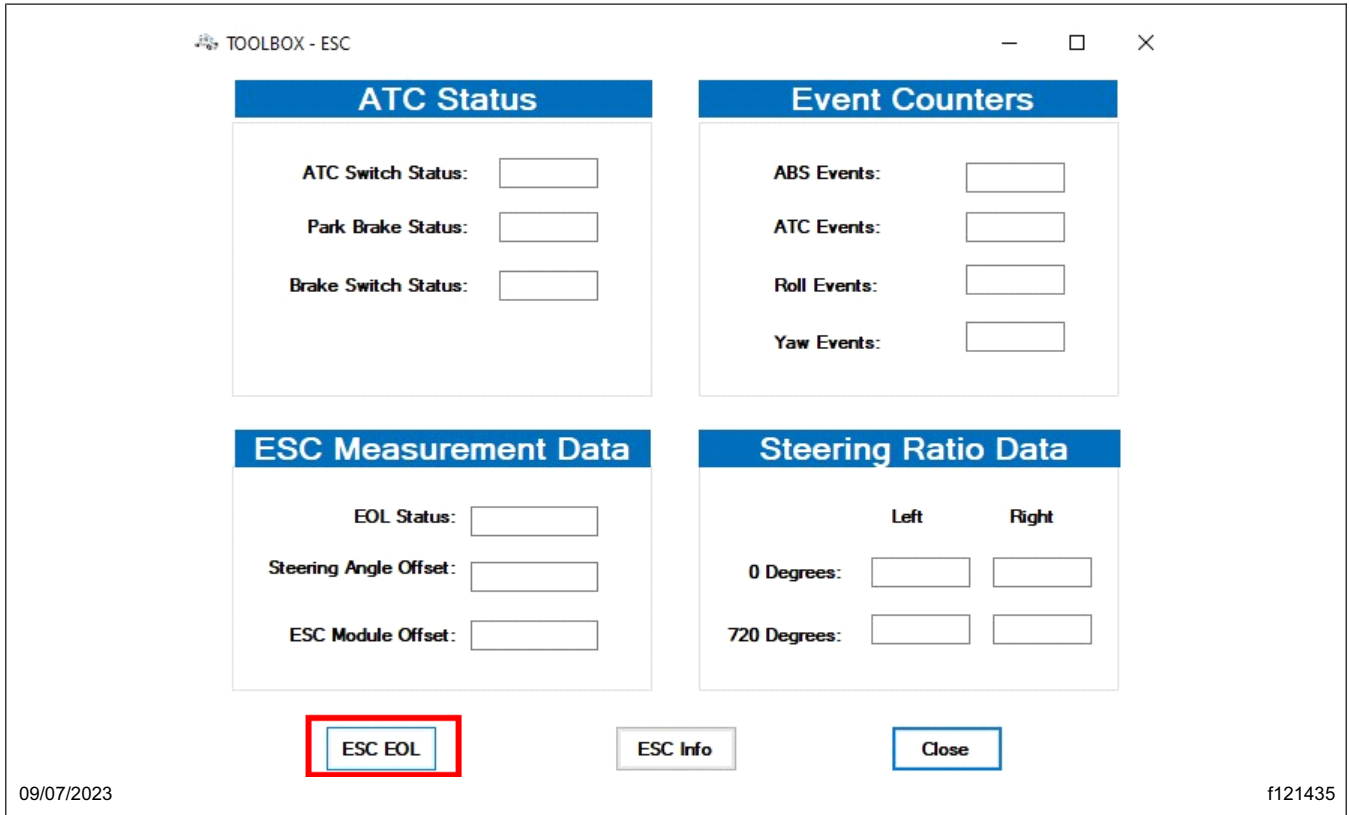 TOOLBOX - ESC
ATC Status
ATC Switch Status:
Park Brake Status:
Brake Switch Status:
Event Counters
ABS Events:
ATC Events:
Roll Events:
Yaw Events:
ESC Measurement Data
EOL Status:
Steering Angle Offset:
ESC Module Offset:
Steering Ratio Data
Left Right
0 Degrees:
720 Degrees:
ESC EOL
ESC Info
Close
09/07/2023
f121435